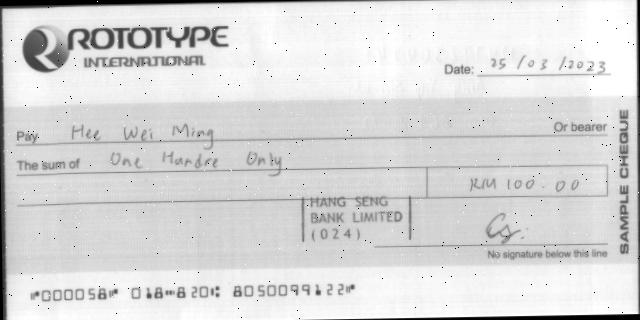 ROTOTYPE
INTERNATIONAL
Date: 25/03/2023
Pay Hee Wei Ming Or bearer
The sum of One Hundre Only
RM 100.00
HANG SENG
BANK LIMITED
(024)
No signature below this line
SAMPLE CHEQUE
⑈000058⑈ 018⑉820⑆ 8050099122⑈